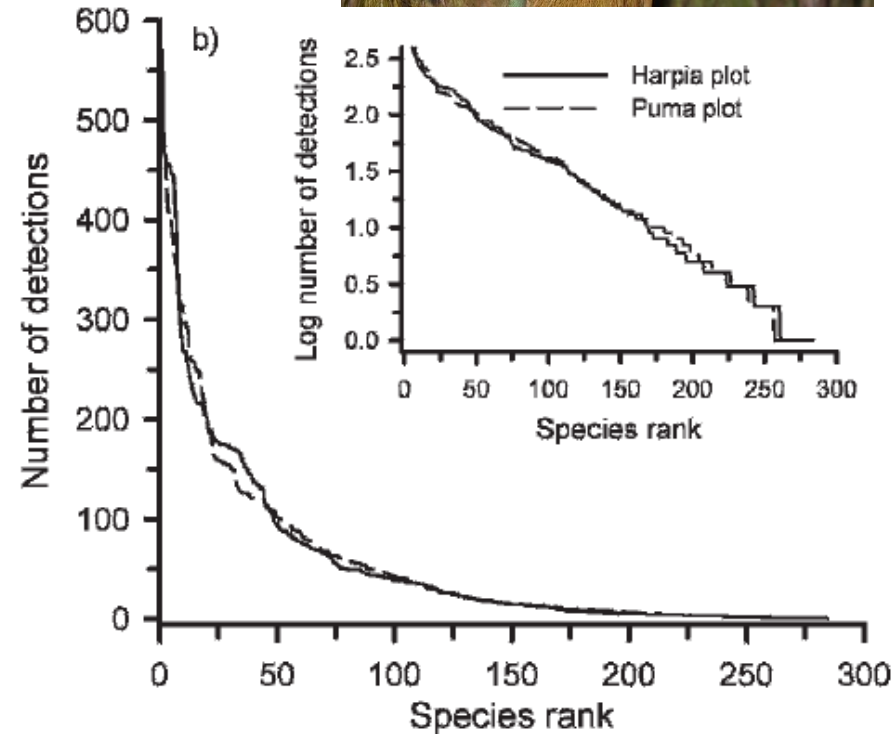 b)
Number of detections
600
500
400
300
200
100
0
0 50 100 150 200 250 300
Species rank
Log number of detections
2.5
2.0
1.5
1.0
0.5
0.0
0 50 100 150 200 250 300
Species rank
Harpia plot
Puma plot